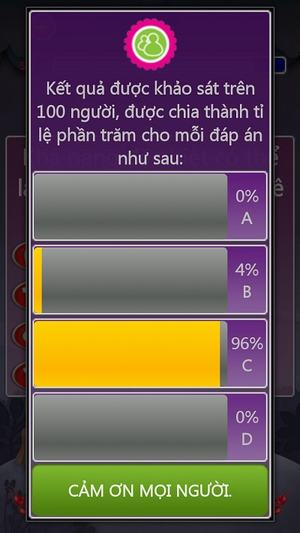 Kết quả được khảo sát trên
100 người, được chia thành tỉ
lệ phần trăm cho mỗi đáp án
như sau:
0%
A
4%
B
96%
C
0%
D
CẢM ƠN MỌI NGƯỜI.